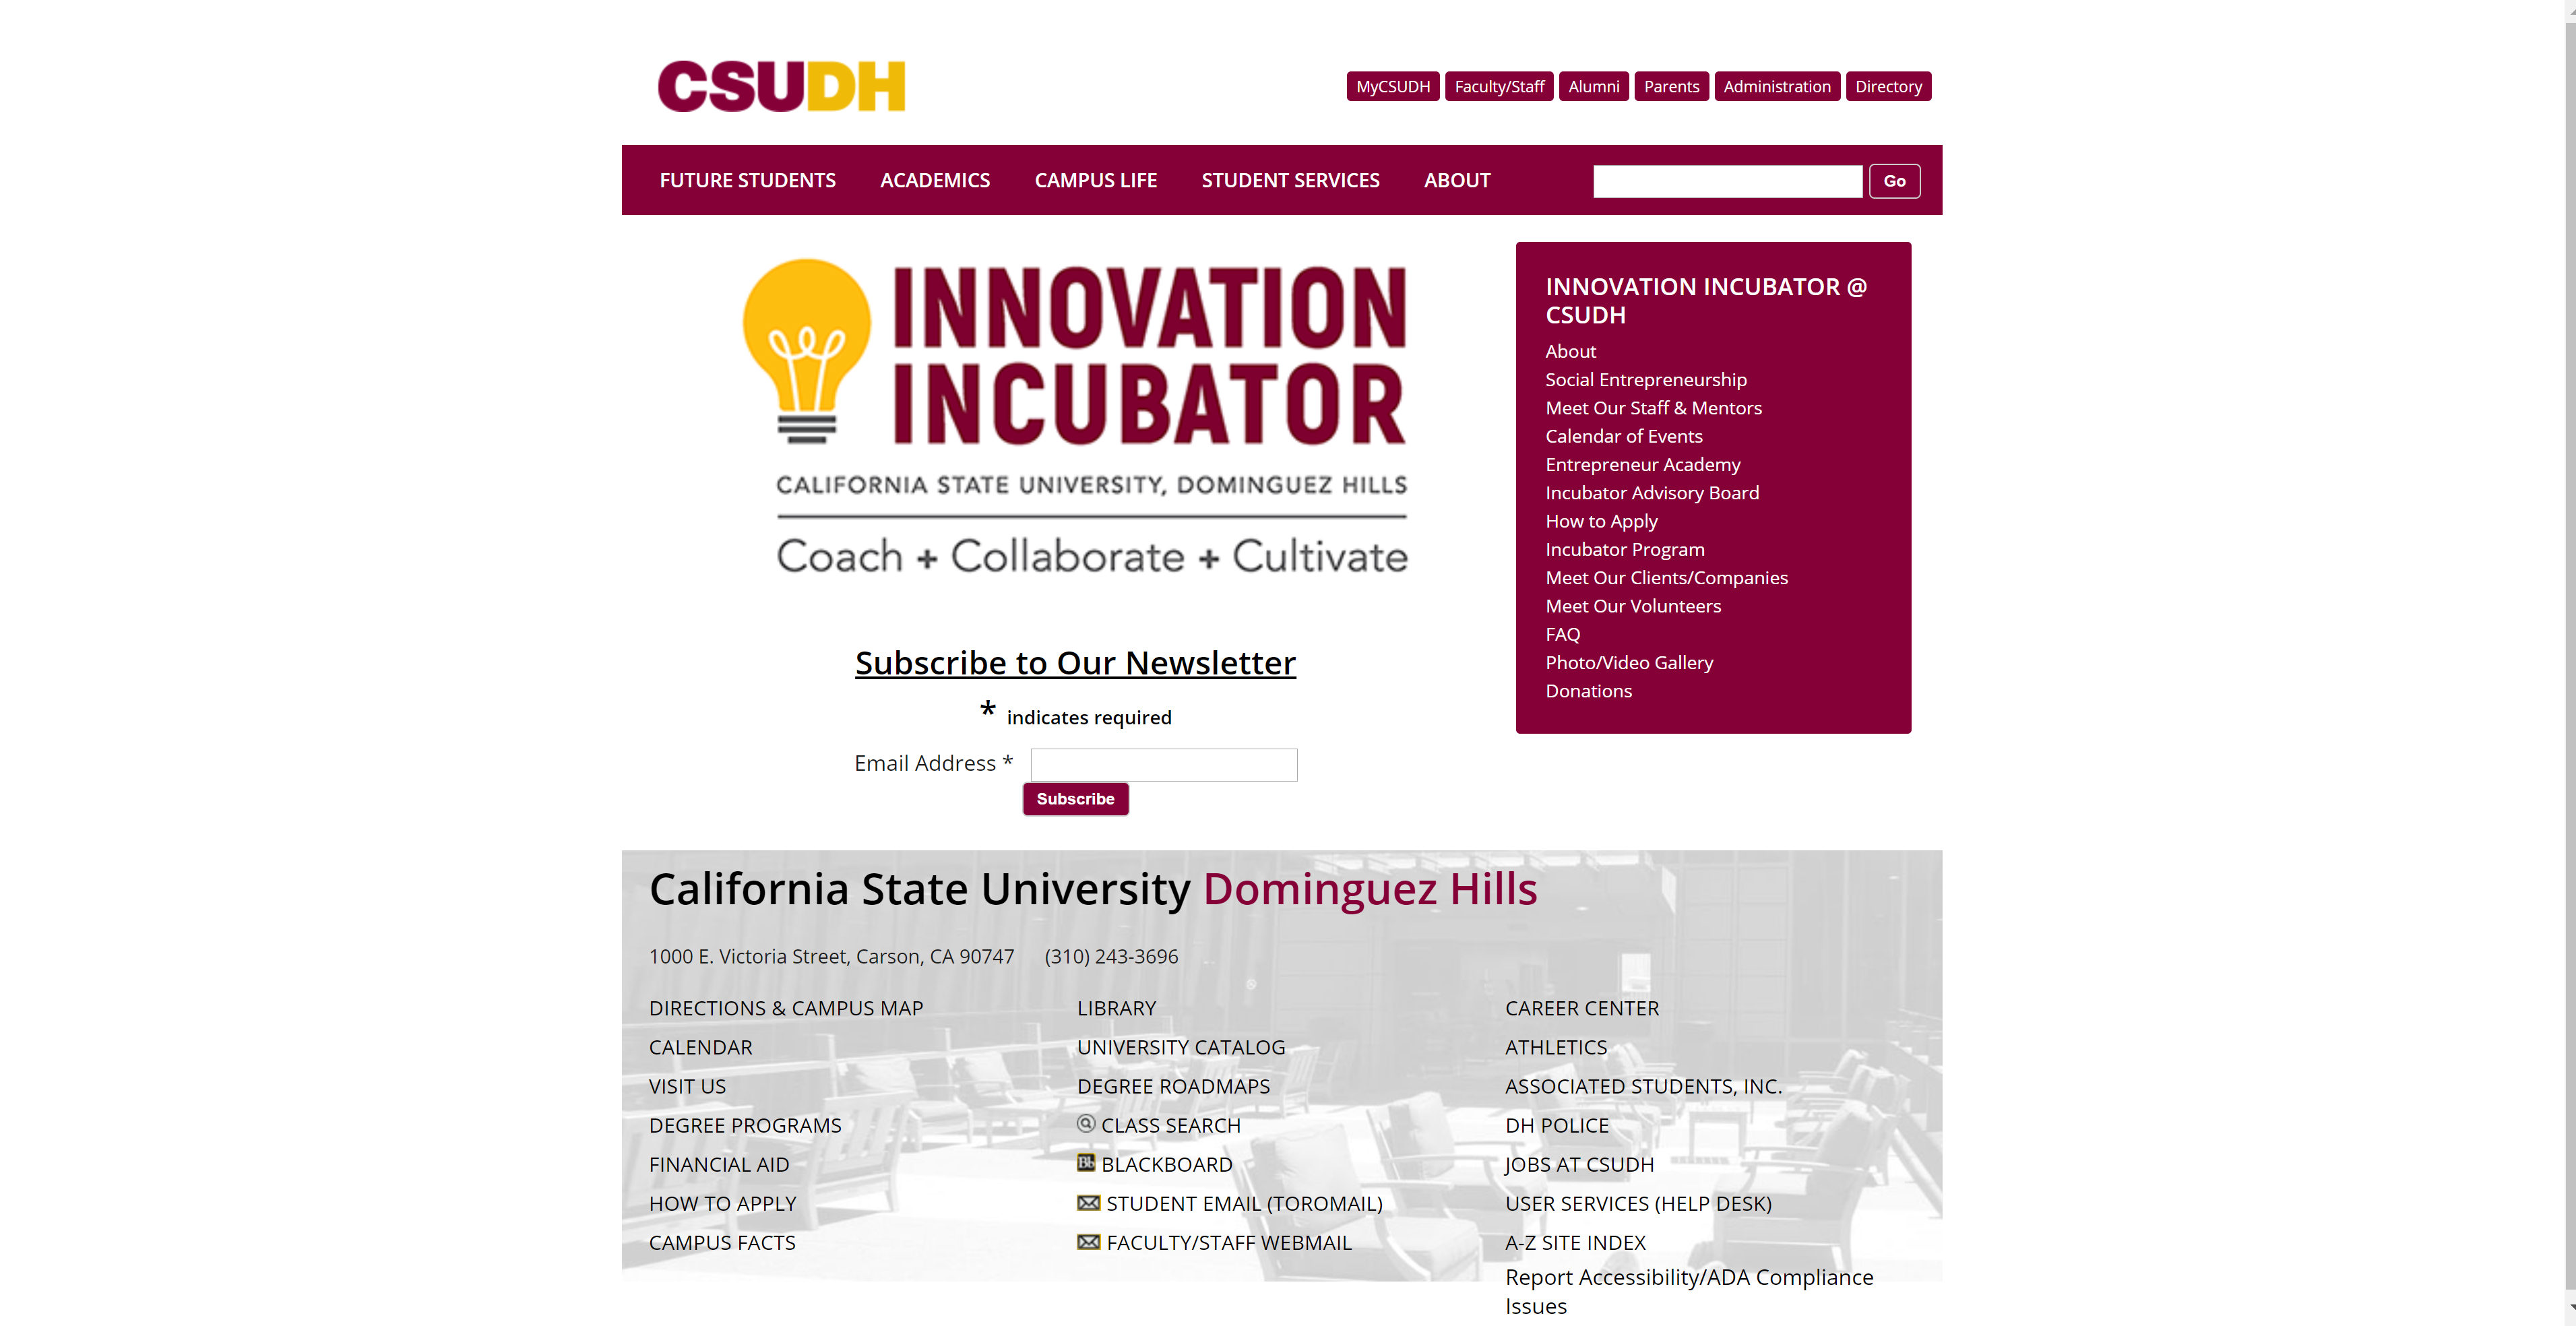 CSUDH
MyCSUDH Faculty/Staff Alumni Parents Administration Directory
FUTURE STUDENTS ACADEMICS CAMPUS LIFE STUDENT SERVICES ABOUT Go
INNOVATION
INCUBATOR
CALIFORNIA STATE UNIVERSITY, DOMINGUEZ HILLS
Coach + Collaborate + Cultivate
Subscribe to Our Newsletter
* indicates required
Email Address *
Subscribe
INNOVATION INCUBATOR @
CSUDH
About
Social Entrepreneurship
Meet Our Staff & Mentors
Calendar of Events
Entrepreneur Academy
Incubator Advisory Board
How to Apply
Incubator Program
Meet Our Clients/Companies
Meet Our Volunteers
FAQ
Photo/Video Gallery
Donations
California State University Dominguez Hills
1000 E. Victoria Street, Carson, CA 90747 (310) 243-3696
DIRECTIONS & CAMPUS MAP
CALENDAR
VISIT US
DEGREE PROGRAMS
FINANCIAL AID
HOW TO APPLY
CAMPUS FACTS
LIBRARY
UNIVERSITY CATALOG
DEGREE ROADMAPS
CLASS SEARCH
Bb BLACKBOARD
STUDENT EMAIL (TOROMAIL)
FACULTY/STAFF WEBMAIL
CAREER CENTER
ATHLETICS
ASSOCIATED STUDENTS, INC.
DH POLICE
JOBS AT CSUDH
USER SERVICES (HELP DESK)
A-Z SITE INDEX
Report Accessibility/ADA Compliance
Issues